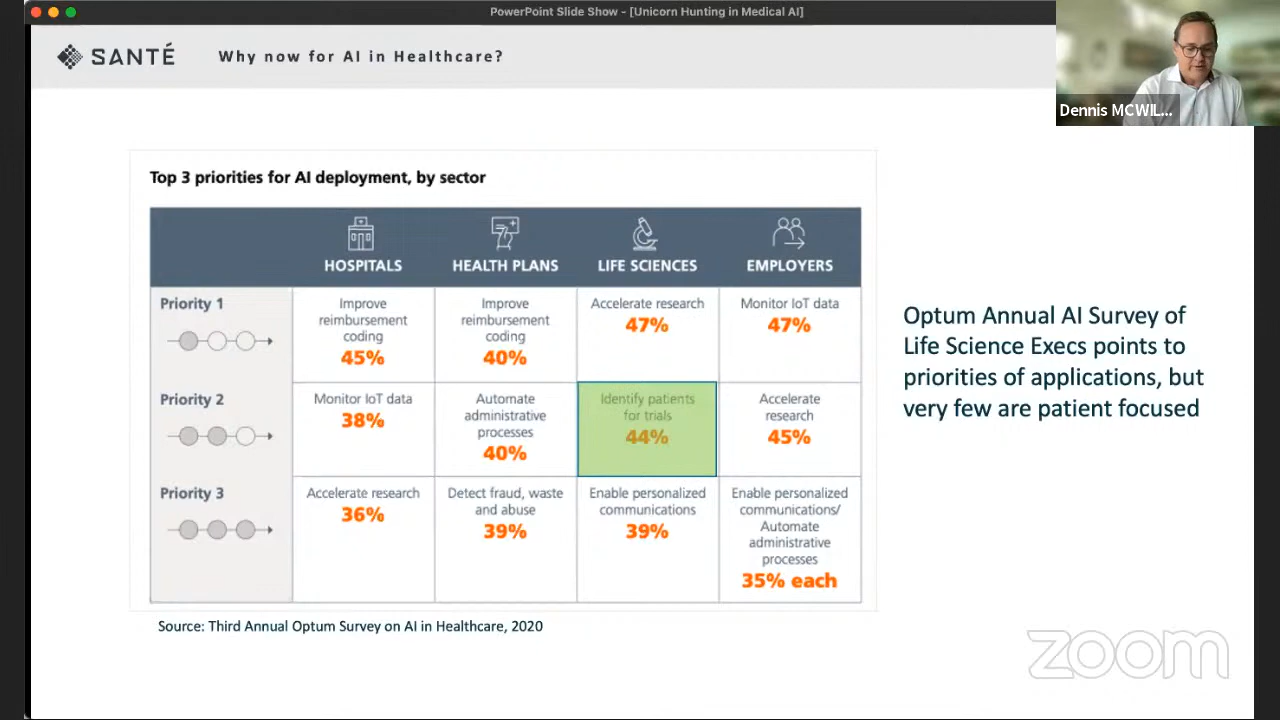 PowerPoint Slide Show - [Unicorn Hunting in Medical AI]
SANTÉ
Why now for AI in Healthcare?
Dennis MCWIL...
Top 3 priorities for AI deployment, by sector
HOSPITALS
HEALTH PLANS
LIFE SCIENCES
EMPLOYERS
Priority 1
Improve
reimbursement
coding
45%
Improve
reimbursement
coding
40%
Accelerate research
47%
Monitor IoT data
47%
Priority 2
Monitor IoT data
38%
Automate
administrative
processes
40%
Identify patients
for trials
44%
Accelerate
research
45%
Priority 3
Accelerate research
36%
Detect fraud, waste
and abuse
39%
Enable personalized
communications
39%
Enable personalized
communications/
Automate
administrative
processes
35% each
Optum Annual AI Survey of
Life Science Execs points to
priorities of applications, but
very few are patient focused
Source: Third Annual Optum Survey on AI in Healthcare, 2020
zoom